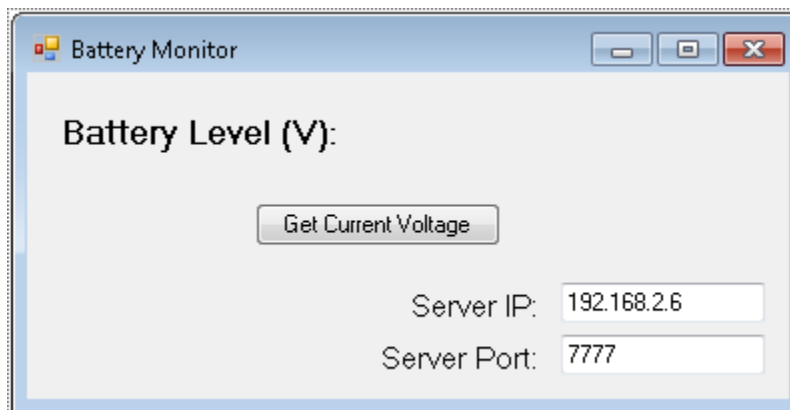 Battery Monitor
Battery Level (V):
Get Current Voltage
Server IP: 192.168.2.6
Server Port: 7777